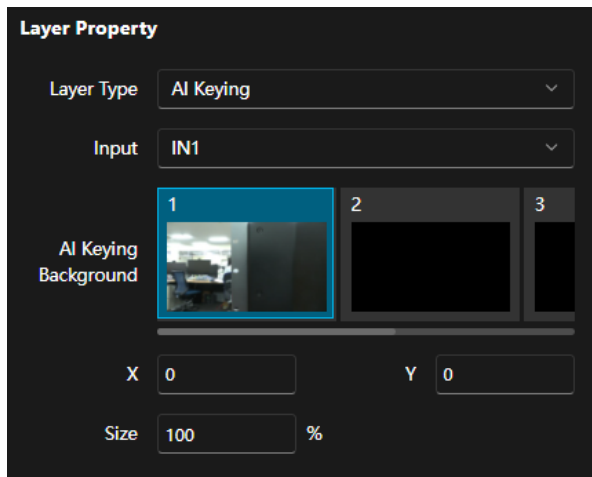 Layer Property
Layer Type AI Keying
Input IN1
1 2 3
AI Keying
Background
X 0 Y 0
Size 100 %